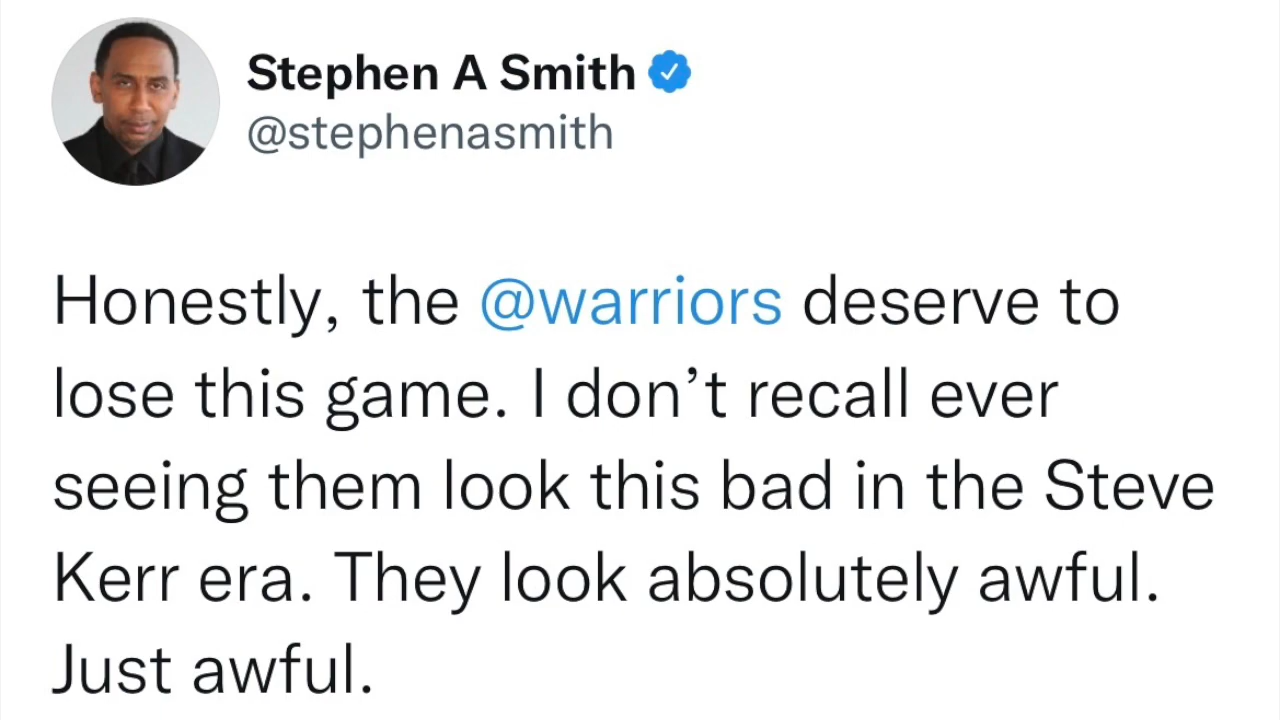 Stephen A Smith
@stephenasmith
Honestly, the @warriors deserve to
lose this game. I don’t recall ever
seeing them look this bad in the Steve
Kerr era. They look absolutely awful.
Just awful.